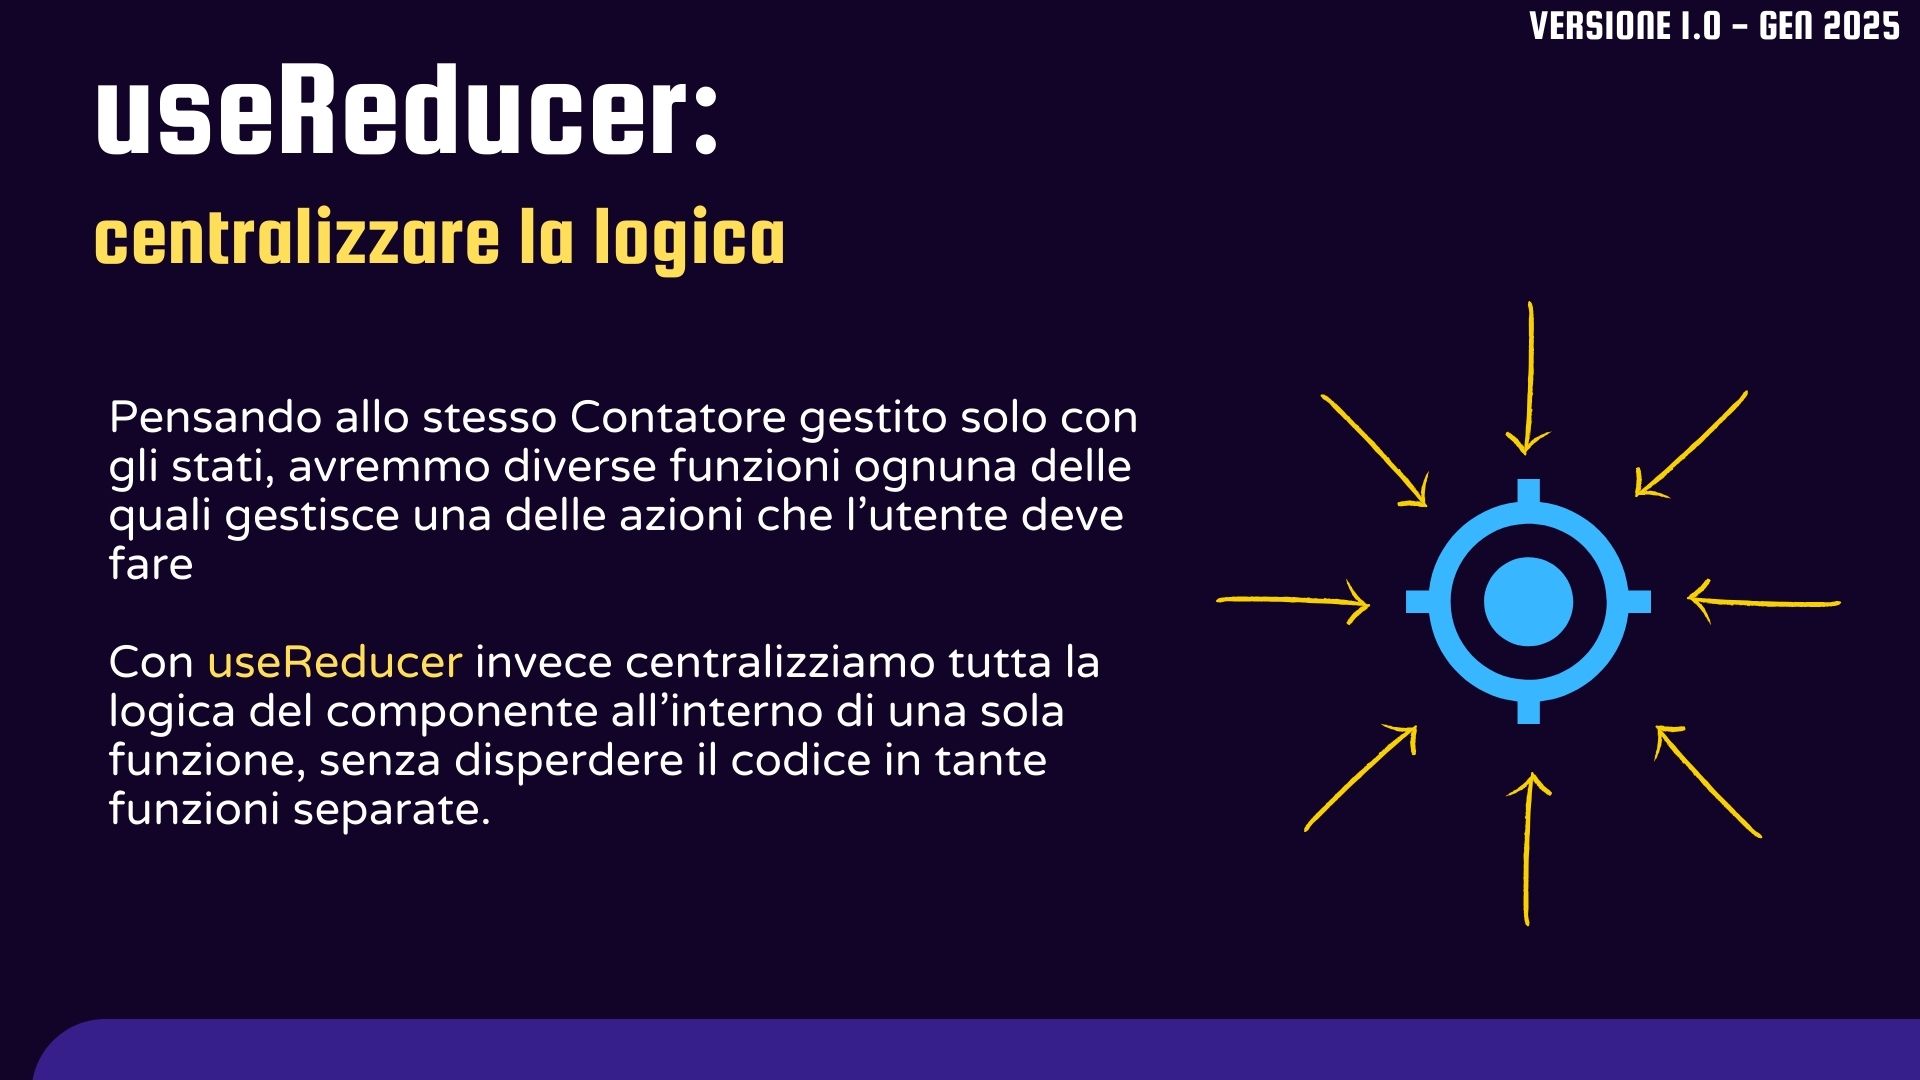 VERSIONE 1.0 - GEN 2025
useReducer:
centralizzare la logica
Pensando allo stesso Contatore gestito solo con
gli stati, avremmo diverse funzioni ognuna delle
quali gestisce una delle azioni che l’utente deve
fare
Con useReducer invece centralizziamo tutta la
logica del componente all’interno di una sola
funzione, senza disperdere il codice in tante
funzioni separate.